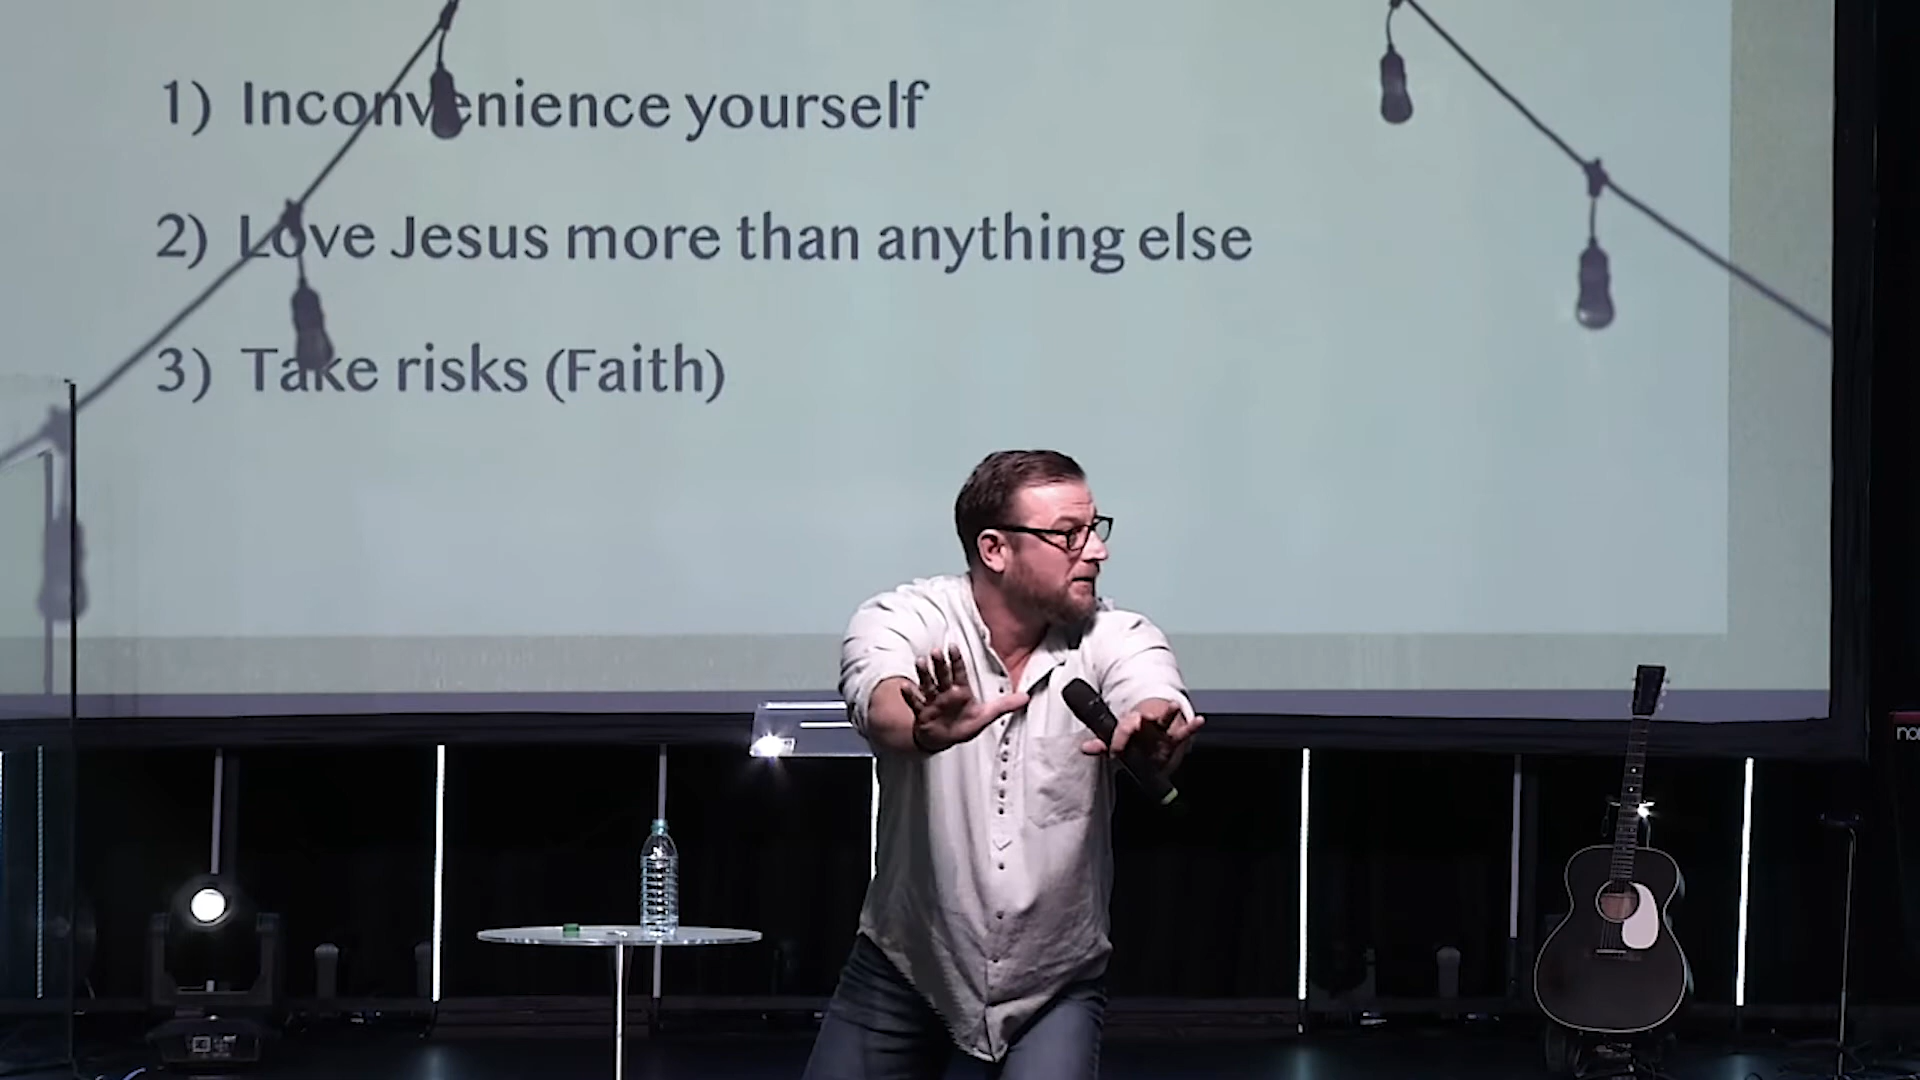 1) Inconvenience yourself
2) Love Jesus more than anything else
3) Take risks (Faith)